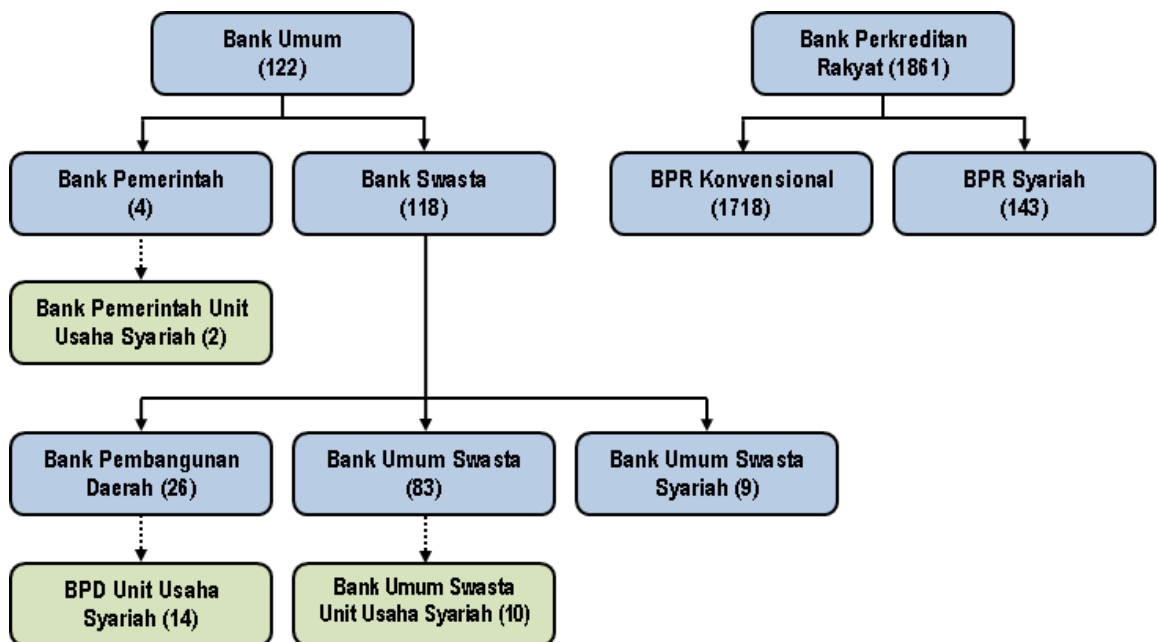 Bank Umum
(122)
Bank Perkreditan
Rakyat (1861)
Bank Pemerintah
(4)
Bank Swasta
(118)
BPR Konvensional
(1718)
BPR Syariah
(143)
Bank Pemerintah Unit
Usaha Syariah (2)
Bank Pembangunan
Daerah (26)
Bank Umum Swasta
(83)
Bank Umum Swasta
Syariah (9)
BPD Unit Usaha
Syariah (14)
Bank Umum Swasta
Unit Usaha Syariah (10)